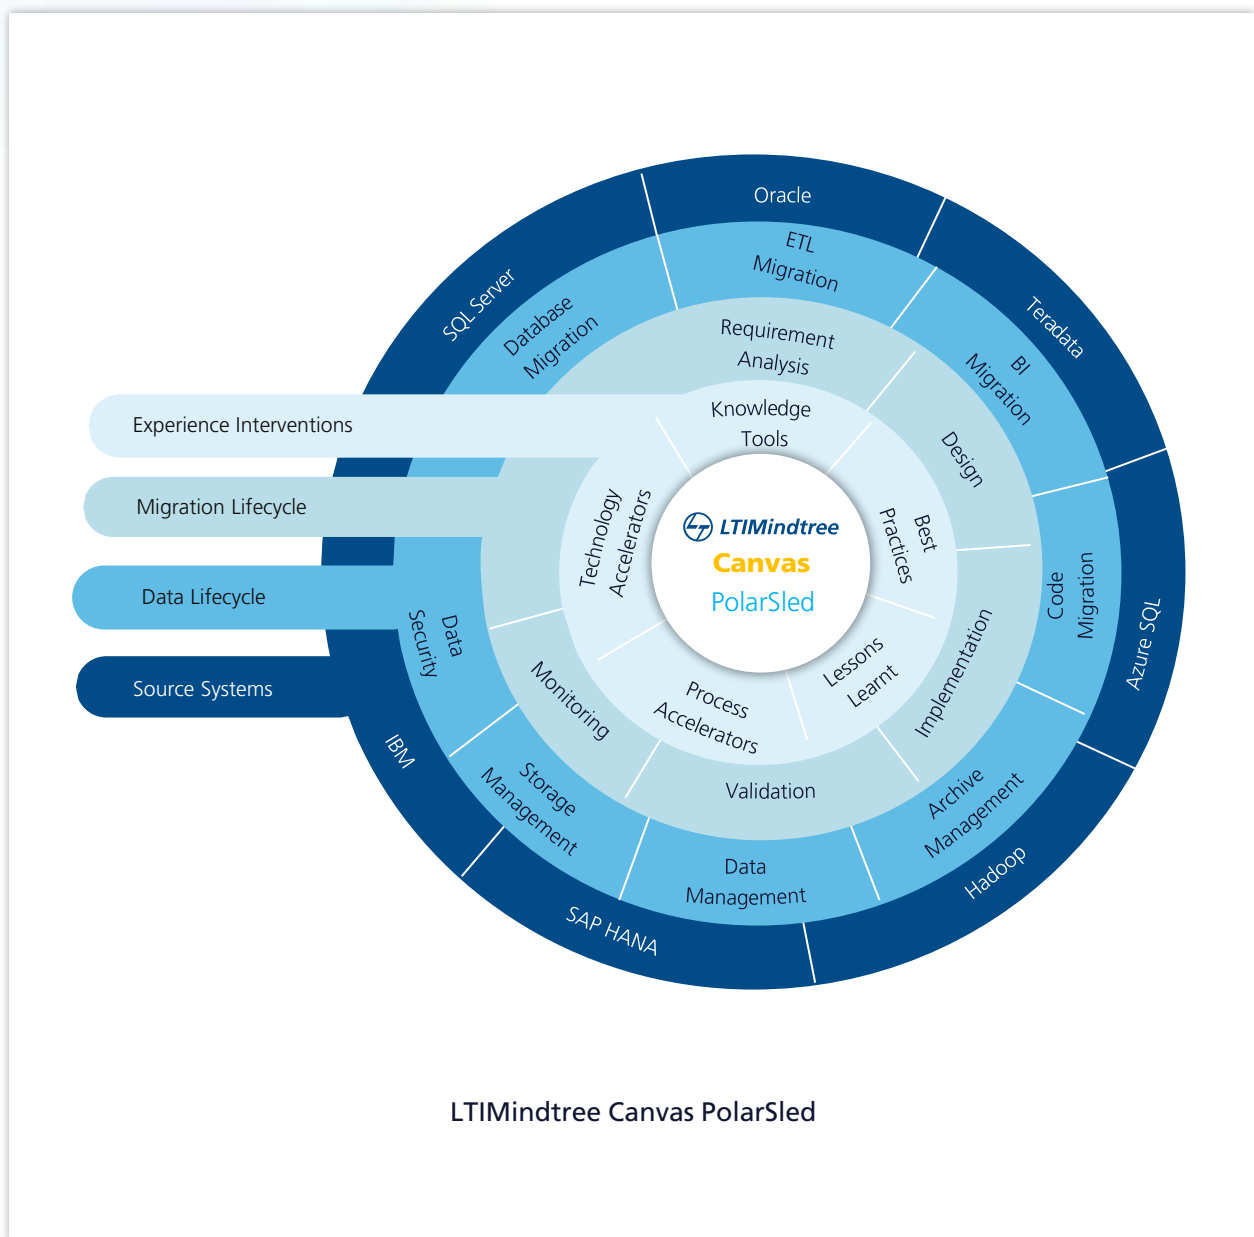 Oracle
SQL Server
Teradata
Azure SQL
Hadoop
SAP HANA
IBM
ETL
Migration
Database
Migration
BI
Migration
Code
Migration
Archive
Management
Data
Management
Storage
Management
Data
Security
Requirement
Analysis
Design
Implementation
Validation
Monitoring
Knowledge
Tools
Best
Practices
Lessons
Learnt
Process
Accelerators
Technology
Accelerators
LTIMindtree
Canvas
PolarSled
Experience Interventions
Migration Lifecycle
Data Lifecycle
Source Systems
LTIMindtree Canvas PolarSled